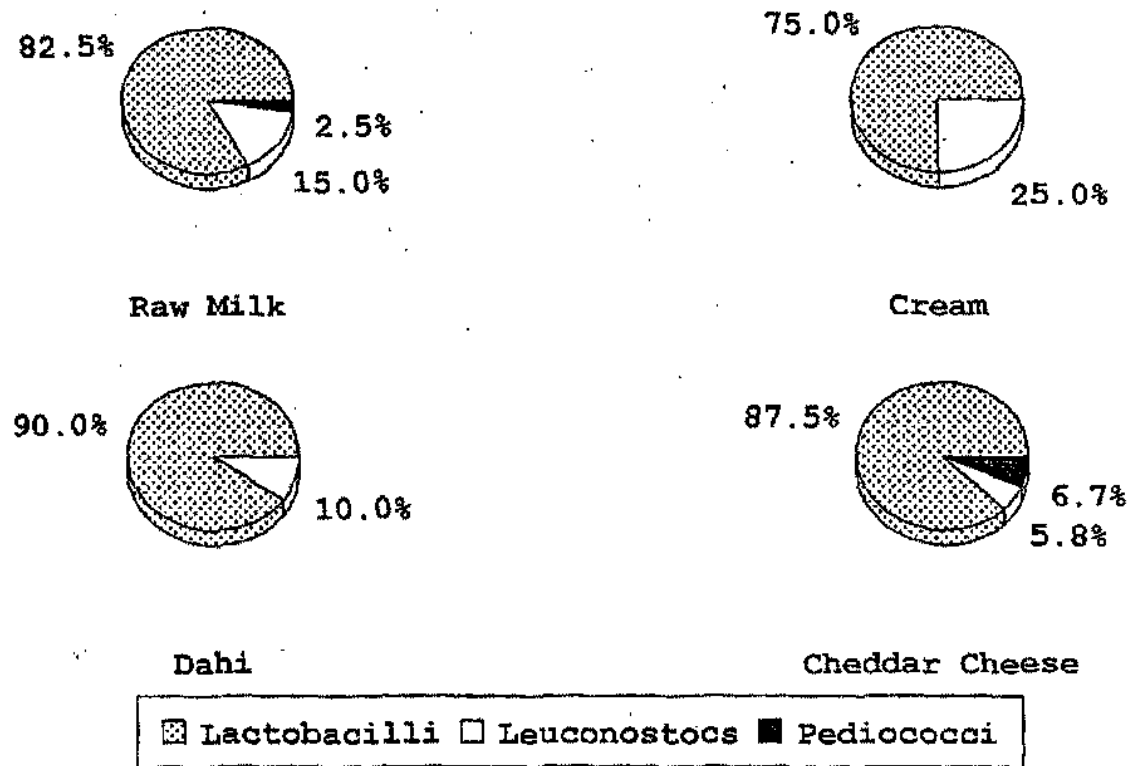 82.5%
2.5%
15.0%
Raw Milk
75.0%
25.0%
Cream
90.0%
10.0%
Dahi
87.5%
6.7%
5.8%
Cheddar Cheese
Lactobacilli Leuconostocs Pediococci